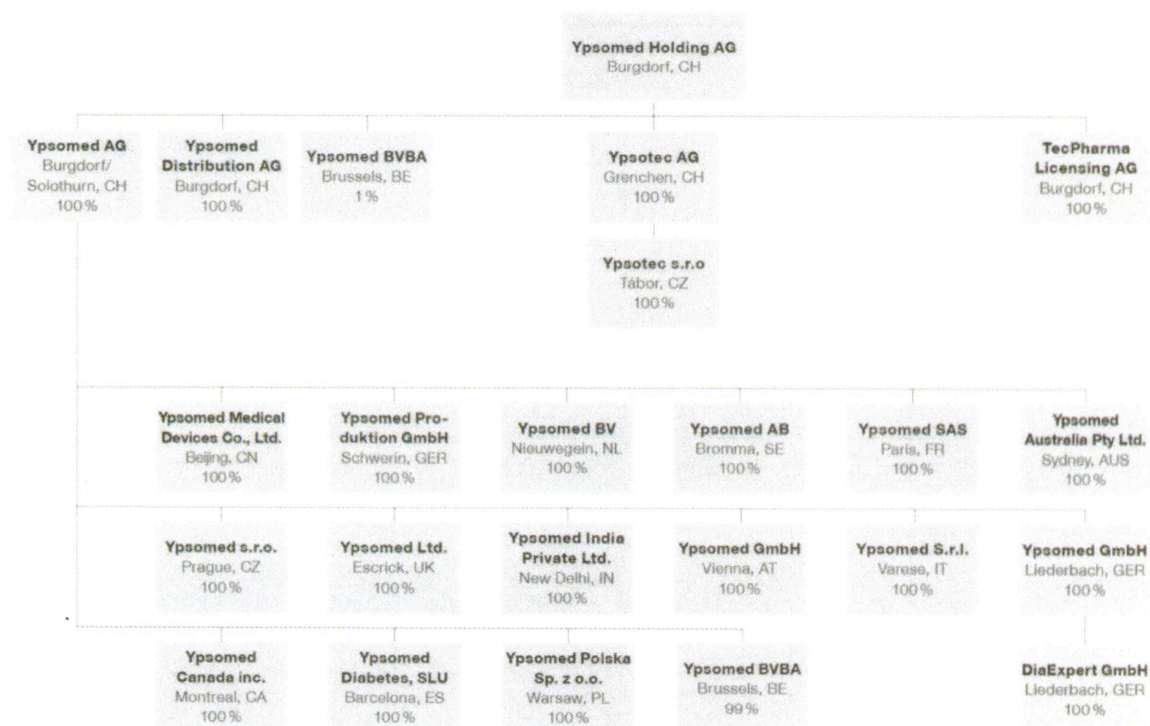 Ypsomed Holding AG
Burgdorf, CH
Ypsomed AG
Burgdorf/
Solothurn, CH
100 %
Ypsomed
Distribution AG
Burgdorf, CH
100 %
Ypsomed BVBA
Brussels, BE
1 %
Ypsotec AG
Grenchen, CH
100 %
TecPharma
Licensing AG
Burgdorf, CH
100 %
Ypsotec s.r.o
Tábor, CZ
100 %
Ypsomed Medical
Devices Co., Ltd.
Beijing, CN
100 %
Ypsomed Pro-
duktion GmbH
Schwerin, GER
100 %
Ypsomed BV
Nieuwegein, NL
100 %
Ypsomed AB
Bromma, SE
100 %
Ypsomed SAS
Paris, FR
100 %
Ypsomed
Australia Pty Ltd.
Sydney, AUS
100 %
Ypsomed s.r.o.
Prague, CZ
100 %
Ypsomed Ltd.
Escrick, UK
100 %
Ypsomed India
Private Ltd.
New Delhi, IN
100 %
Ypsomed GmbH
Vienna, AT
100 %
Ypsomed S.r.l.
Varese, IT
100 %
Ypsomed GmbH
Liederbach, GER
100 %
Ypsomed
Canada inc.
Montreal, CA
100 %
Ypsomed
Diabetes, SLU
Barcelona, ES
100 %
Ypsomed Polska
Sp. z o.o.
Warsaw, PL
100 %
Ypsomed BVBA
Brussels, BE
99 %
DiaExpert GmbH
Liederbach, GER
100 %